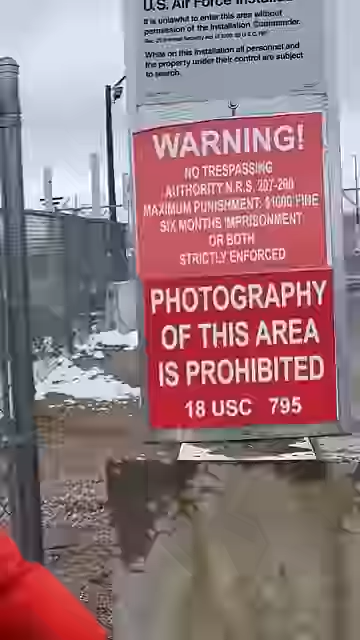 U.S. Air Force Install
It is unlawful to enter this area without
permission of the Installation Commander.
While on this installation all personnel and
the property under their control are subject
to search.
WARNING!
NO TRESPASSING
AUTHORITY N.R.S. 207-200
MAXIMUM PUNISHMENT: $1000 FINE
SIX MONTHS IMPRISONMENT
OR BOTH
STRICTLY ENFORCED
PHOTOGRAPHY
OF THIS AREA
IS PROHIBITED
18 USC 795